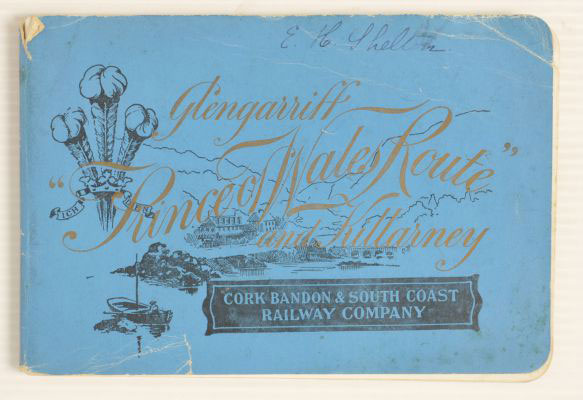 E. H. Shelton.
Glengarriff
"Prince of Wales Route"
and Killarney
ICH DIEN
CORK BANDON & SOUTH COAST
RAILWAY COMPANY